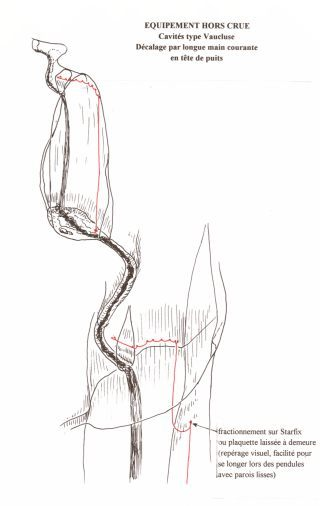 EQUIPEMENT HORS CRUE
Cavités type Vaucluse
Décalage par longue main courante
en tête de puits
fractionnement sur Starfix
ou plaquette laissée à demeure
(repérage visuel, facilité pour
se longer lors des pendules
avec parois lisses)